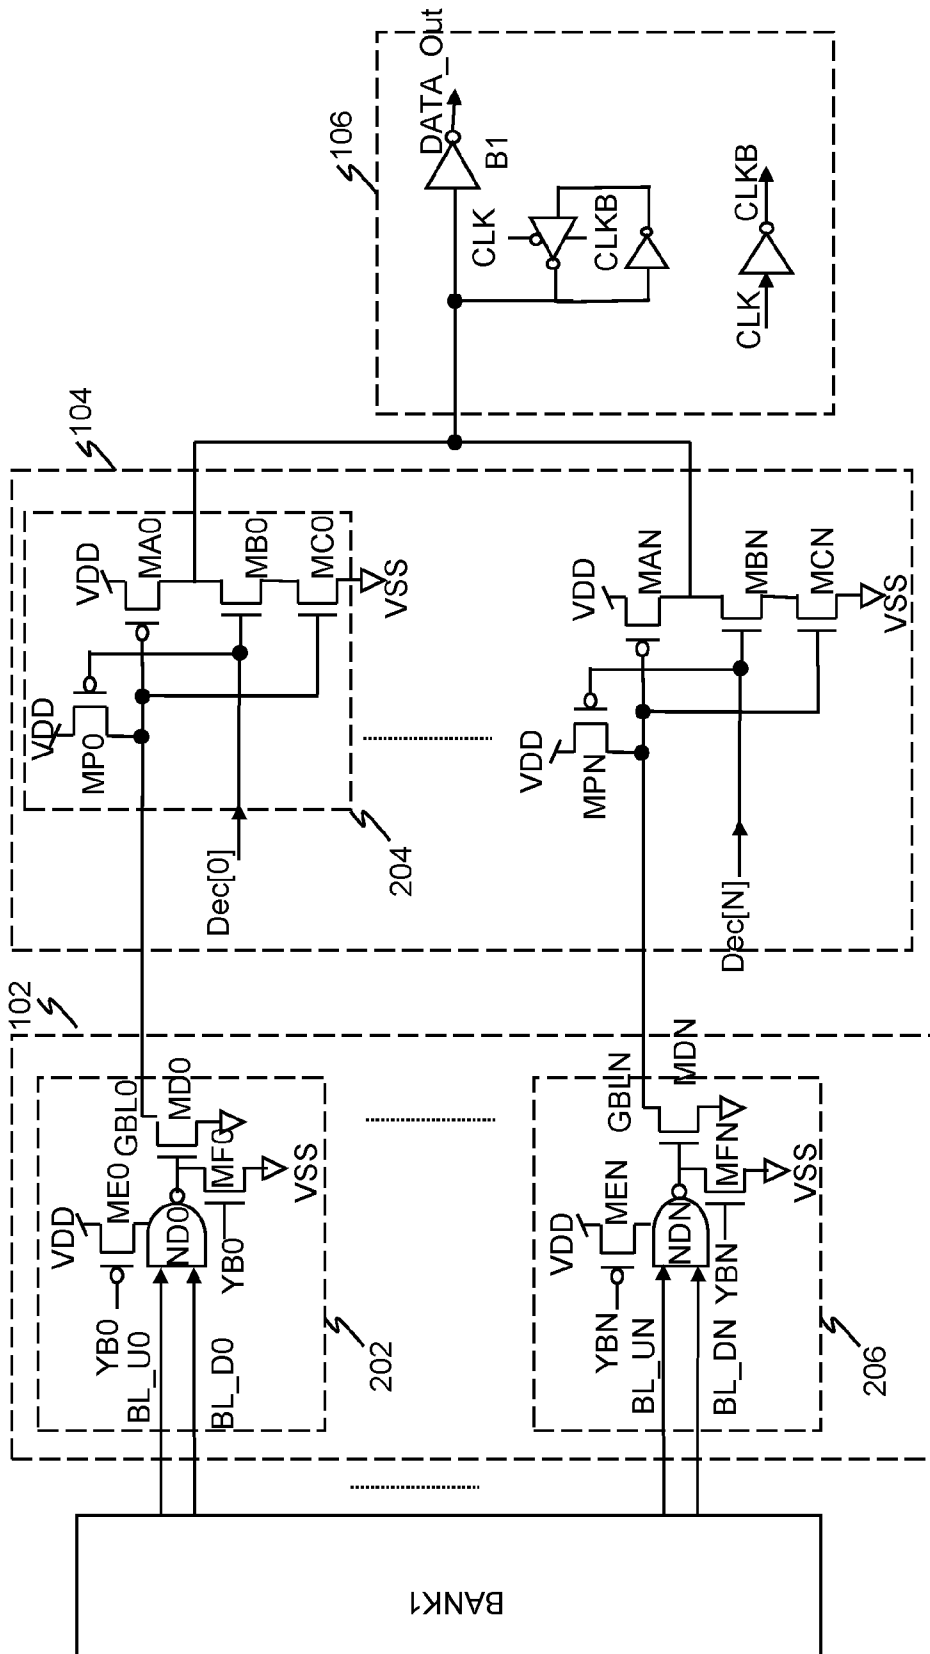 BANK1
102
202
VDD
ME0
YB0
BL_U0
BL_D0
ND0
YB0
MF0
VSS
GBL0
MD0
206
VDD
MEN
YBN
BL_UN
BL_DN
NDN
YBN
MFN
VSS
GBLN
MDN
104
204
VDD
MP0
Dec[0]
VDD
MA0
MB0
MC0
VSS
VDD
MPN
Dec[N]
VDD
MAN
MBN
MCN
VSS
106
DATA_Out
B1
CLK
CLKB
CLK
CLKB